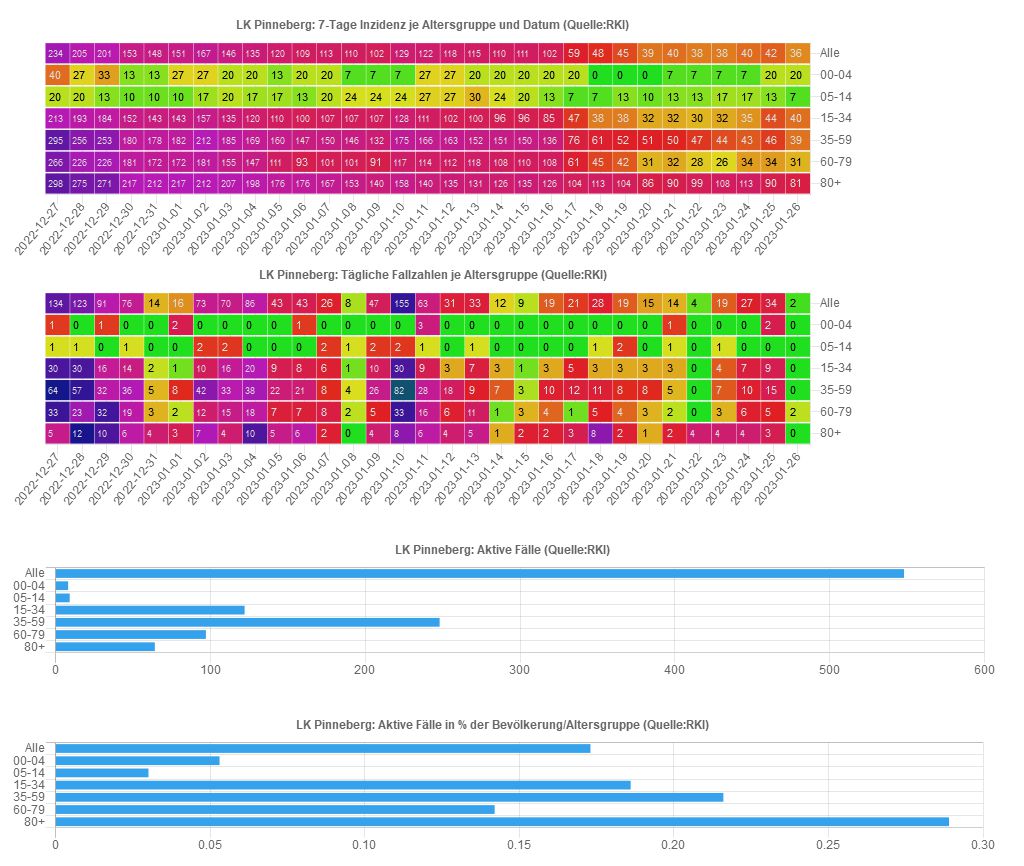 LK Pinneberg: 7-Tage Inzidenz je Altersgruppe und Datum (Quelle:RKI)
234 205 201 153 148 151 167 146 135 120 109 113 110 102 129 122 118 115 110 111 102 59 48 45 39 40 38 38 40 42 36 Alle
40 27 33 13 13 27 27 20 20 13 20 20 7 7 7 27 27 20 20 20 20 20 0 0 0 7 7 7 7 20 20 00-04
20 20 13 10 10 10 17 20 17 17 13 20 24 24 24 27 27 30 24 20 13 7 7 13 10 13 13 17 17 13 7 05-14
213 193 184 152 143 143 157 135 120 110 100 107 107 107 128 111 102 100 96 96 85 47 38 38 32 32 30 32 35 44 40 15-34
295 256 253 180 178 182 212 185 169 160 147 150 146 132 175 166 163 152 151 150 136 76 61 52 51 50 47 44 43 46 39 35-59
266 226 226 181 172 172 181 155 147 111 93 101 101 91 117 114 112 118 108 110 108 61 45 42 31 32 28 26 34 34 31 60-79
298 275 271 217 212 217 212 207 198 176 176 167 153 140 158 140 135 131 126 135 126 104 113 104 86 90 99 108 113 90 81 80+
2022-12-27 2022-12-28 2022-12-29 2022-12-30 2022-12-31 2023-01-01 2023-01-02 2023-01-03 2023-01-04 2023-01-05 2023-01-06 2023-01-07 2023-01-08 2023-01-09 2023-01-10 2023-01-11 2023-01-12 2023-01-13 2023-01-14 2023-01-15 2023-01-16 2023-01-17 2023-01-18 2023-01-19 2023-01-20 2023-01-21 2023-01-22 2023-01-23 2023-01-24 2023-01-25 2023-01-26
LK Pinneberg: Tägliche Fallzahlen je Altersgruppe (Quelle:RKI)
134 123 91 76 14 16 73 70 86 43 43 26 8 47 155 63 31 33 12 9 19 21 28 19 15 14 4 19 27 34 2 Alle
1 0 1 0 0 2 0 0 0 0 1 0 0 0 0 3 0 0 0 0 0 0 0 0 0 1 0 0 0 2 0 00-04
1 1 0 1 0 0 2 2 0 0 0 2 1 2 2 1 0 1 0 0 0 0 1 2 0 1 0 1 0 0 0 05-14
30 30 16 14 2 1 10 16 20 9 8 6 1 10 30 9 3 7 3 1 3 5 3 3 3 3 0 4 7 9 0 15-34
64 57 32 36 5 8 42 33 38 22 21 8 4 26 82 28 18 9 7 3 10 12 11 8 8 5 0 7 10 15 0 35-59
33 23 32 19 3 2 12 15 18 7 7 8 2 5 33 16 6 11 1 3 4 1 5 4 3 2 0 3 6 5 2 60-79
5 12 10 6 4 3 7 4 10 5 6 2 0 4 8 6 4 5 1 2 2 3 8 2 1 2 4 4 4 3 0 80+
2022-12-27 2022-12-28 2022-12-29 2022-12-30 2022-12-31 2023-01-01 2023-01-02 2023-01-03 2023-01-04 2023-01-05 2023-01-06 2023-01-07 2023-01-08 2023-01-09 2023-01-10 2023-01-11 2023-01-12 2023-01-13 2023-01-14 2023-01-15 2023-01-16 2023-01-17 2023-01-18 2023-01-19 2023-01-20 2023-01-21 2023-01-22 2023-01-23 2023-01-24 2023-01-25 2023-01-26
LK Pinneberg: Aktive Fälle (Quelle:RKI)
Alle
00-04
05-14
15-34
35-59
60-79
80+
0 100 200 300 400 500 600
LK Pinneberg: Aktive Fälle in % der Bevölkerung/Altersgruppe (Quelle:RKI)
Alle
00-04
05-14
15-34
35-59
60-79
80+
0 0.05 0.10 0.15 0.20 0.25 0.30